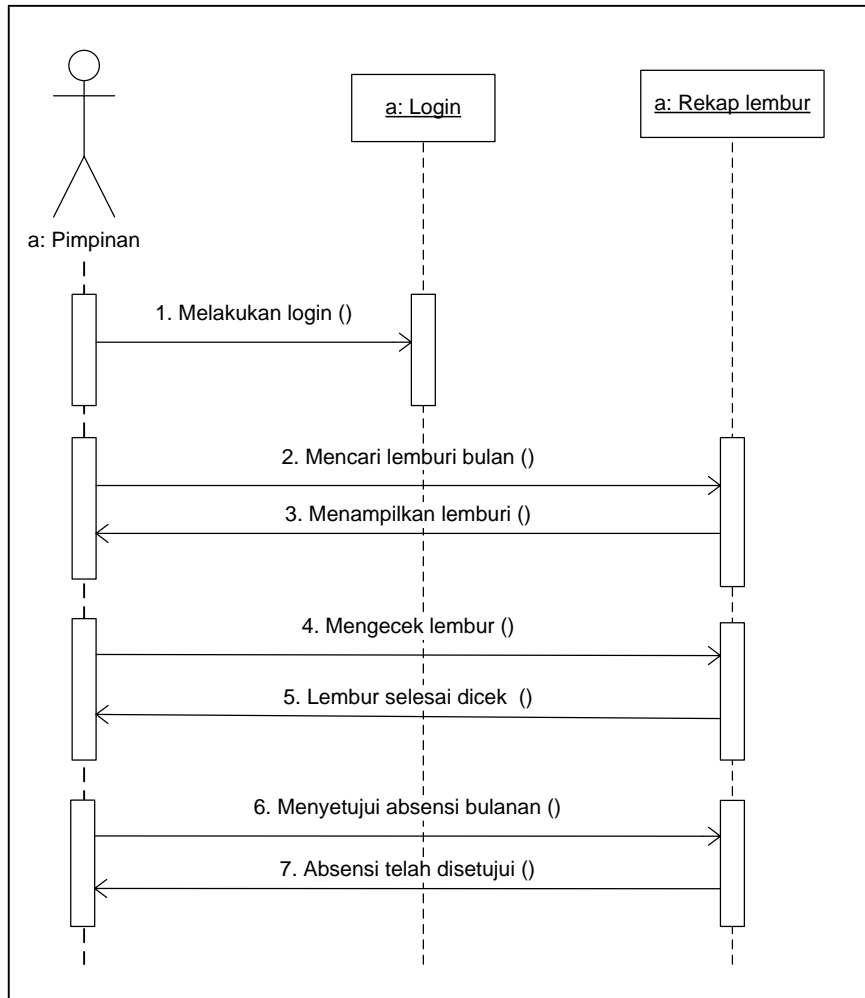 a: Login
a: Rekap lembur
a: Pimpinan
1. Melakukan login ()
2. Mencari lemburi bulan ()
3. Menampilkan lemburi ()
4. Mengecek lembur ()
5. Lembur selesai dicek ()
6. Menyetujui absensi bulanan ()
7. Absensi telah disetujui ()